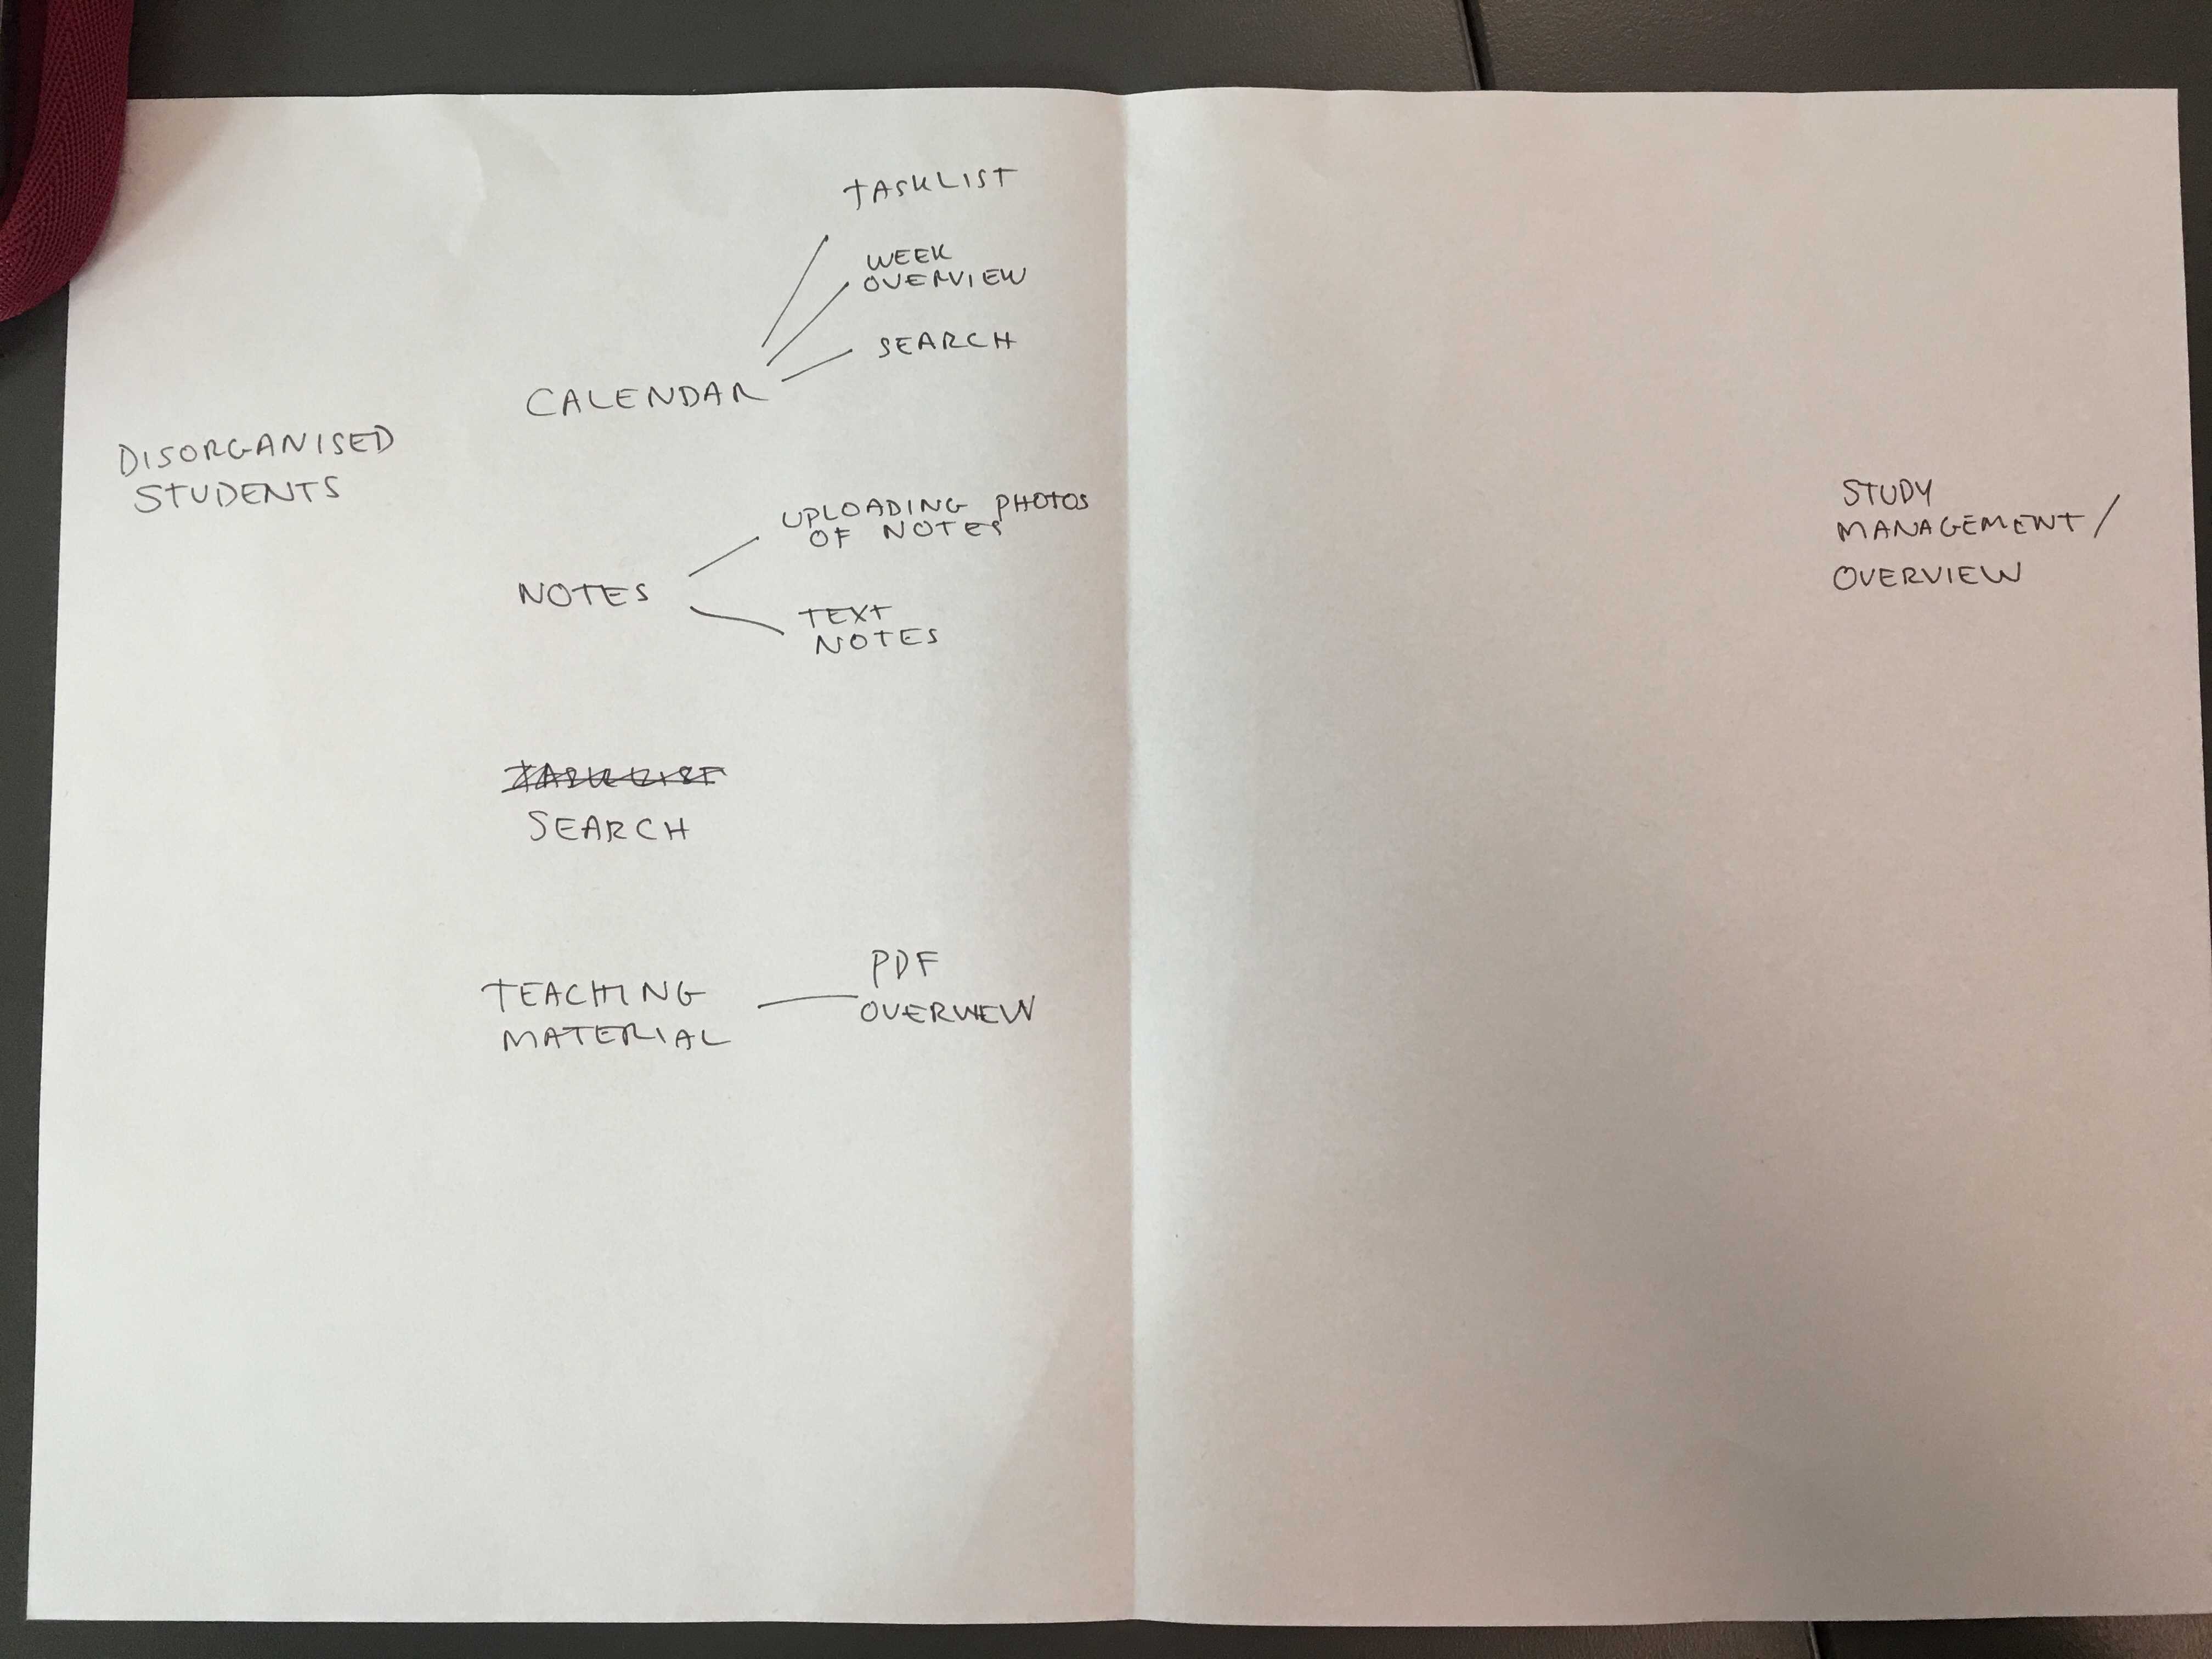 TASKLIST
WEEK
OVERVIEW
SEARCH
CALENDAR
DISORGANISED
STUDENTS
UPLOADING PHOTOS
OF NOTES
NOTES
TEXT
NOTES
TASKLIST
SEARCH
TEACHING
MATERIAL
PDF
OVERVIEW
STUDY
MANAGEMENT/
OVERVIEW